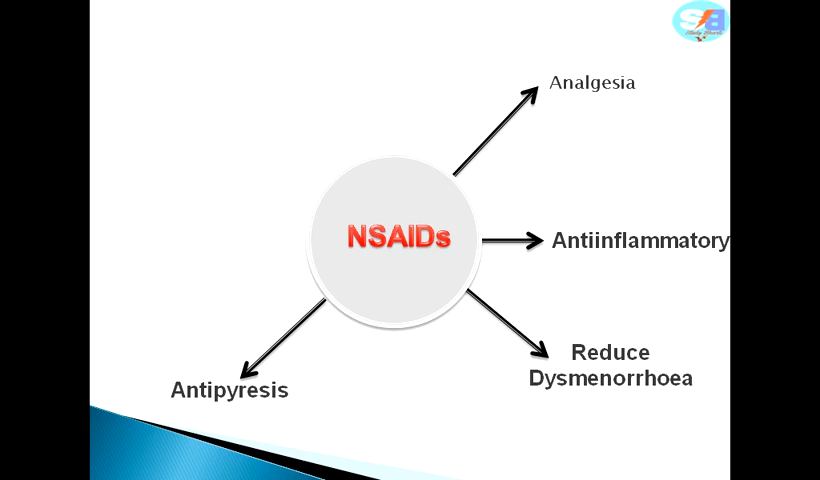 Analgesia
NSAIDs
Antiinflammatory
Reduce
Dysmenorrhoea
Antipyresis